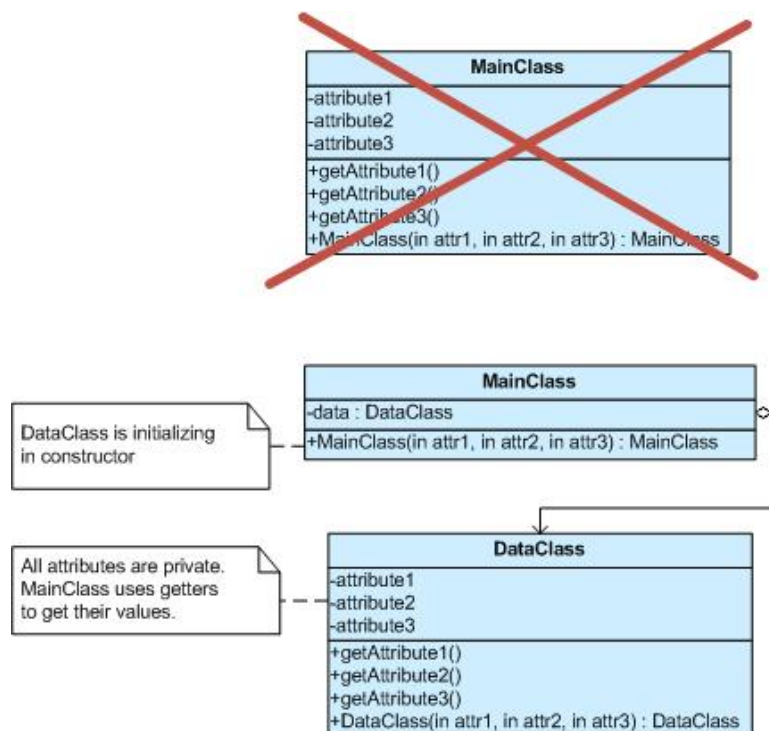 MainClass
-attribute1
-attribute2
-attribute3
+getAttribute1()
+getAttribute2()
+getAttribute3()
+MainClass(in attr1, in attr2, in attr3) : MainClass
MainClass
-data : DataClass
+MainClass(in attr1, in attr2, in attr3) : MainClass
DataClass is initializing
in constructor
All attributes are private.
MainClass uses getters
to get their values.
DataClass
-attribute1
-attribute2
-attribute3
+getAttribute1()
+getAttribute2()
+getAttribute3()
+DataClass(in attr1, in attr2, in attr3) : DataClass